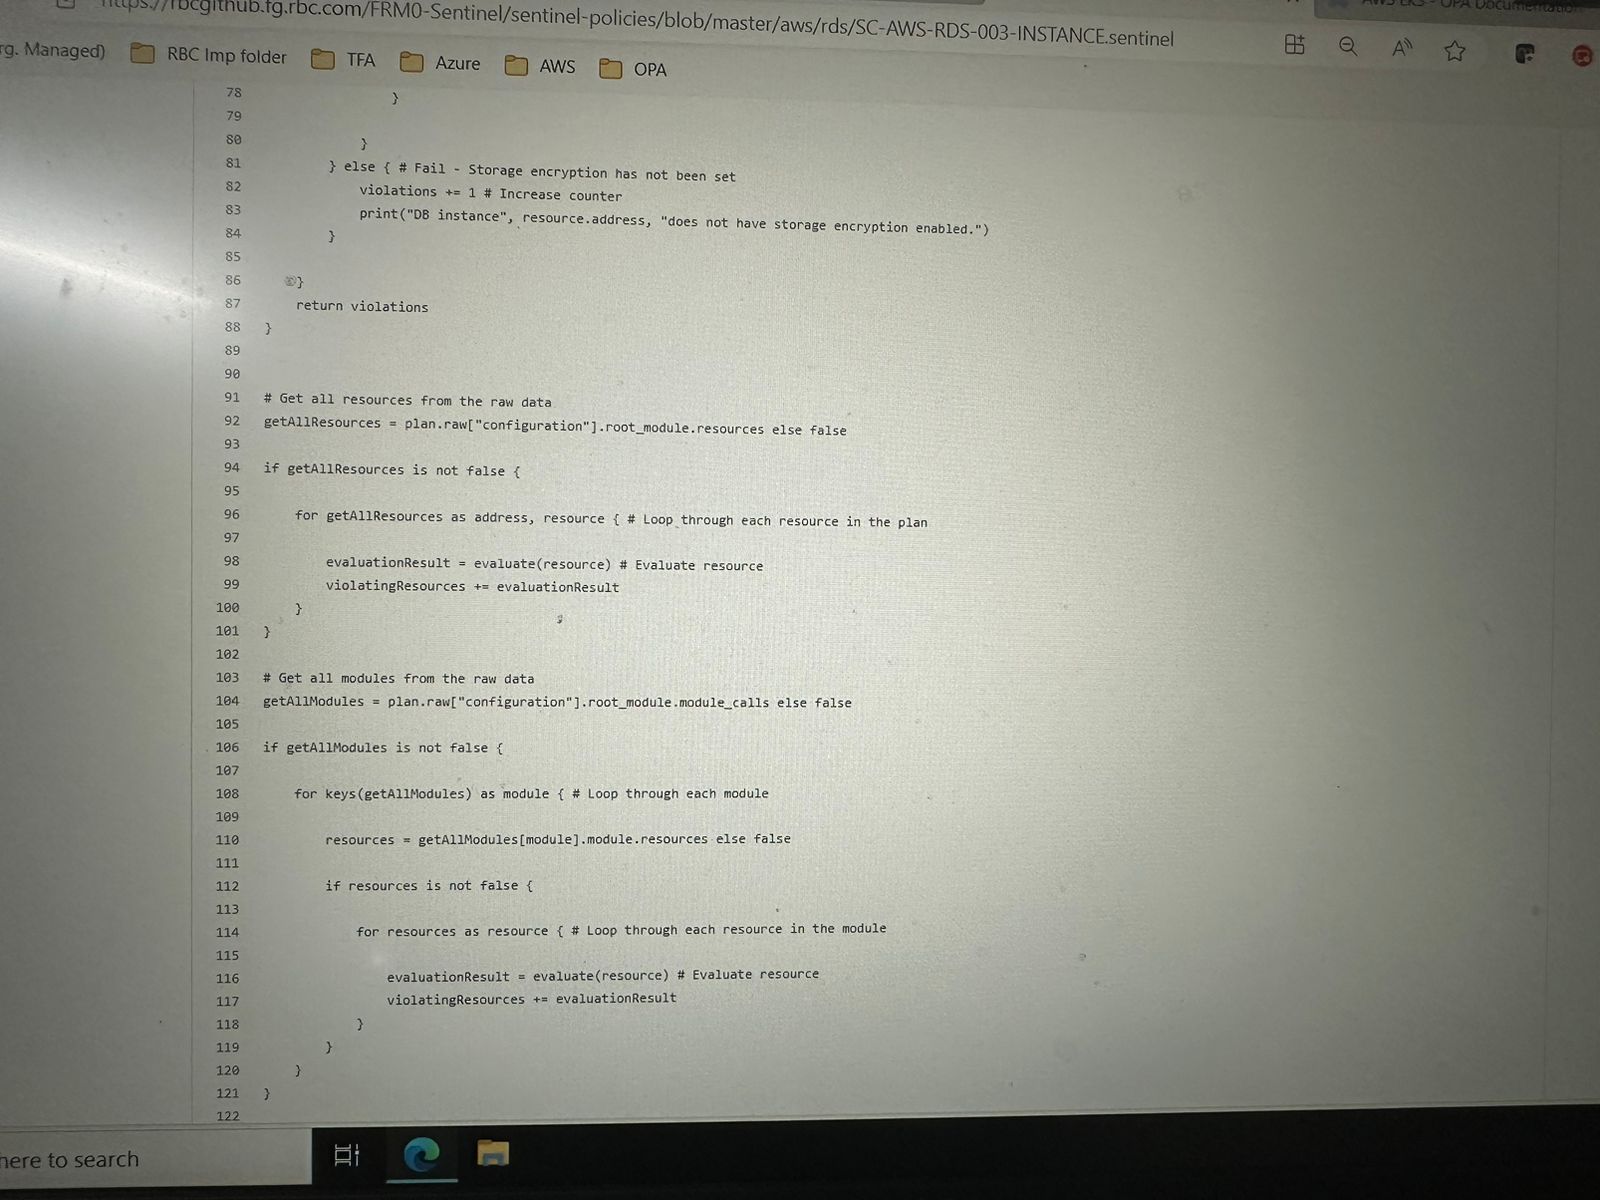 https://rbcgithub.fg.rbc.com/FRM0-Sentinel/sentinel-policies/blob/master/aws/rds/SC-AWS-RDS-003-INSTANCE.sentinel
AWS EKS - OPA Documentation
rg. Managed) RBC Imp folder TFA Azure AWS OPA
78 }
79
80 }
81 } else { # Fail - Storage encryption has not been set
82 violations += 1 # Increase counter
83 print("DB instance", resource.address, "does not have storage encryption enabled.")
84 }
85
86 }
87 return violations
88 }
89
90
91 # Get all resources from the raw data
92 getAllResources = plan.raw["configuration"].root_module.resources else false
93
94 if getAllResources is not false {
95
96 for getAllResources as address, resource { # Loop through each resource in the plan
97
98 evaluationResult = evaluate(resource) # Evaluate resource
99 violatingResources += evaluationResult
100 }
101 }
102
103 # Get all modules from the raw data
104 getAllModules = plan.raw["configuration"].root_module.module_calls else false
105
106 if getAllModules is not false {
107
108 for keys(getAllModules) as module { # Loop through each module
109
110 resources = getAllModules[module].module.resources else false
111
112 if resources is not false {
113
114 for resources as resource { # Loop through each resource in the module
115
116 evaluationResult = evaluate(resource) # Evaluate resource
117 violatingResources += evaluationResult
118 }
119 }
120 }
121 }
122
here to search